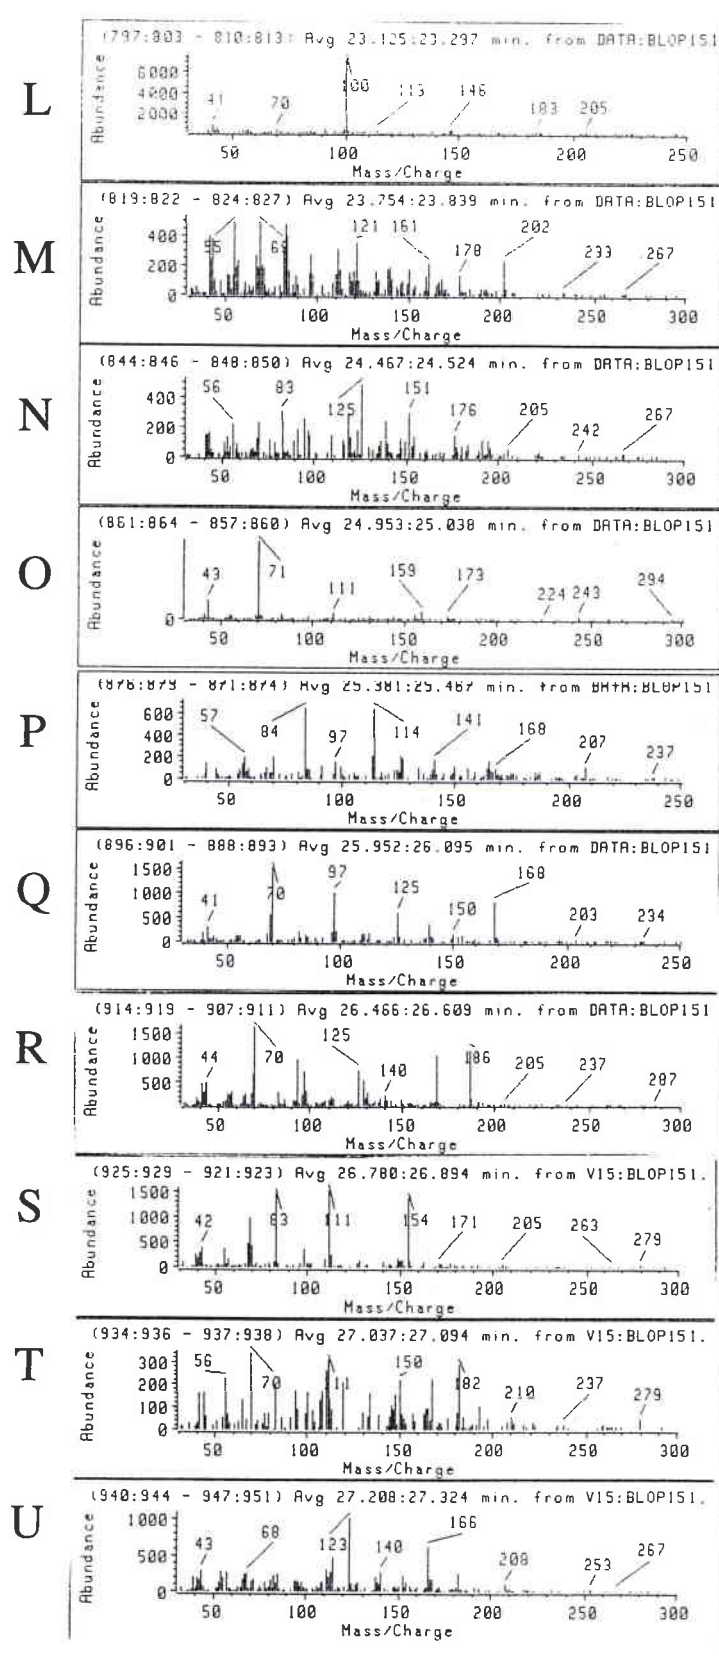 L
(797:803 - 810:813) Avg 23.125:23.297 min. from DATA:BLOP151
Abundance
6000
4000
2000
41 70 100 113 146 183 205
50 100 150 200 250
Mass/Charge
M
(819:822 - 824:827) Avg 23.754:23.839 min. from DATA:BLOP151
Abundance
400
200
0
55 69 121 161 178 202 233 267
50 100 150 200 250 300
Mass/Charge
N
(844:846 - 848:850) Avg 24.467:24.524 min. from DATA:BLOP151
Abundance
400
200
0
56 83 125 151 176 205 242 267
50 100 150 200 250 300
Mass/Charge
O
(861:864 - 857:860) Avg 24.953:25.038 min. from DATA:BLOP151
Abundance
0
43 71 111 159 173 224 243 294
50 100 150 200 250 300
Mass/Charge
P
(876:879 - 871:874) Avg 25.381:25.467 min. from DATA:BLOP151
Abundance
600
400
200
0
57 84 97 114 141 168 207 237
50 100 150 200 250
Mass/Charge
Q
(896:901 - 888:893) Avg 25.952:26.095 min. from DATA:BLOP151
Abundance
1500
1000
500
0
41 70 97 125 150 168 203 234
50 100 150 200 250
Mass/Charge
R
(914:919 - 907:911) Avg 26.466:26.609 min. from DATA:BLOP151
Abundance
1500
1000
500
44 70 125 140 186 205 237 287
50 100 150 200 250 300
Mass/Charge
S
(925:929 - 921:923) Avg 26.780:26.894 min. from V15:BLOP151.
Abundance
1500
1000
500
0
42 83 111 154 171 205 263 279
50 100 150 200 250 300
Mass/Charge
T
(934:936 - 937:938) Avg 27.037:27.094 min. from V15:BLOP151.
Abundance
300
200
100
0
56 70 111 150 182 210 237 279
50 100 150 200 250 300
Mass/Charge
U
(940:944 - 947:951) Avg 27.208:27.324 min. from V15:BLOP151.
Abundance
1000
500
0
43 68 123 140 166 208 253 267
50 100 150 200 250 300
Mass/Charge